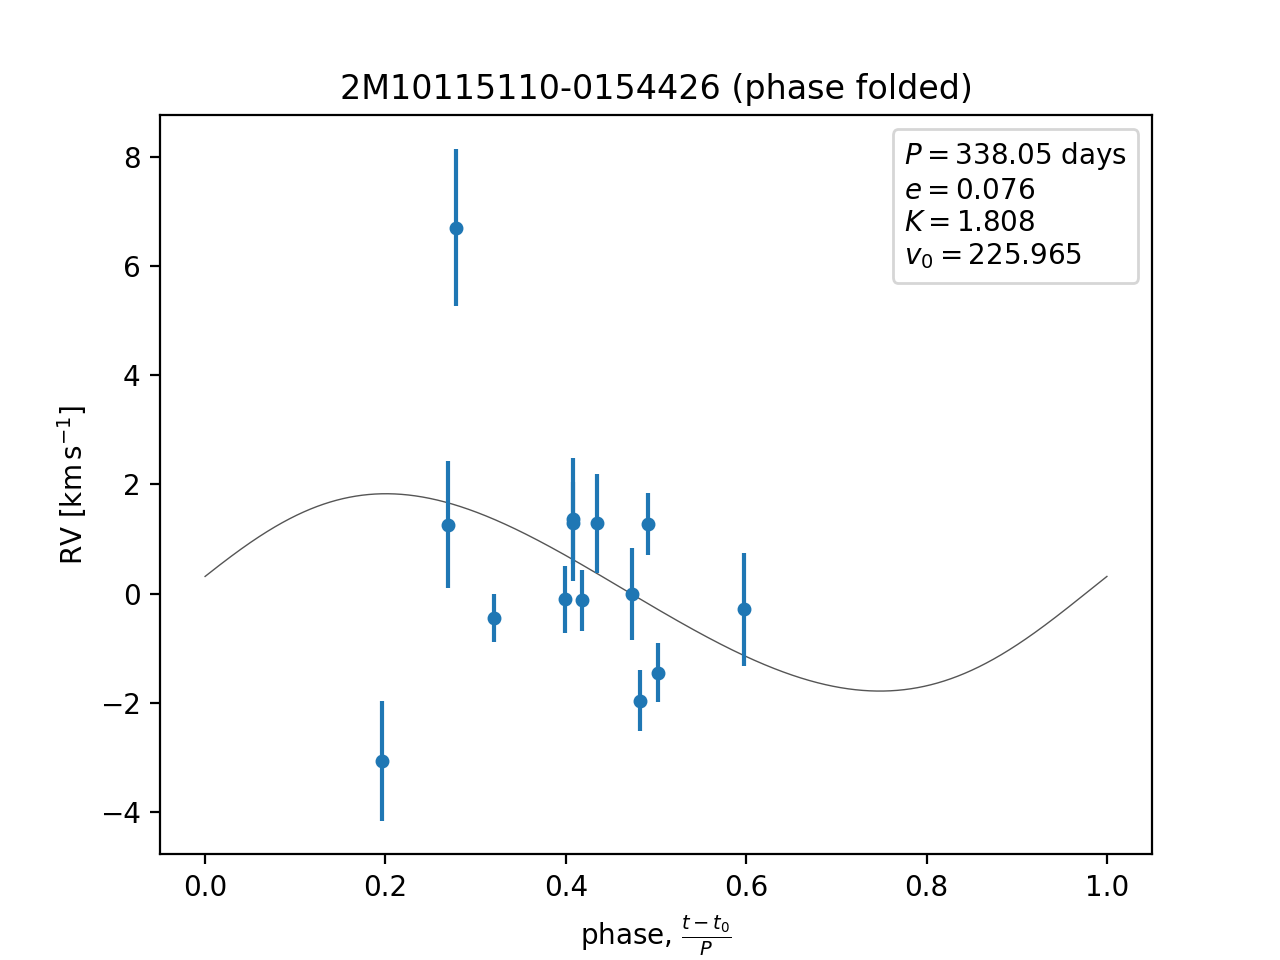 2M10115110-0154426 (phase folded)
P = 338.05 days
e = 0.076
K = 1.808
v₀ = 225.965
8
6
4
2
0
−2
−4
RV [km s⁻¹]
0.0 0.2 0.4 0.6 0.8 1.0
phase, (t − t₀)/P